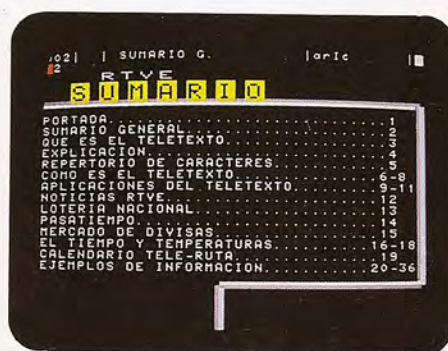 02| | SUMARIO G. |arIc |
2
RTVE
SUMARIO
PORTADA.................................1
SUMARIO GENERAL.........................2
QUE ES EL TELETEXTO.....................3
EXPLICACION.............................4
REPERTORIO DE CARACTERES................5
COMO ES EL TELETEXTO..................6-8
APLICACIONES DEL TELETEXTO...........9-11
NOTICIAS RTVE..........................12
LOTERIA NACIONAL.......................13
PASATIEMPO.............................14
MERCADO DE DIVISAS.....................15
EL TIEMPO Y TEMPERATURAS............16-18
CALENDARIO TELE-RUTA...................19
EJEMPLOS DE INFORMACION.............20-36